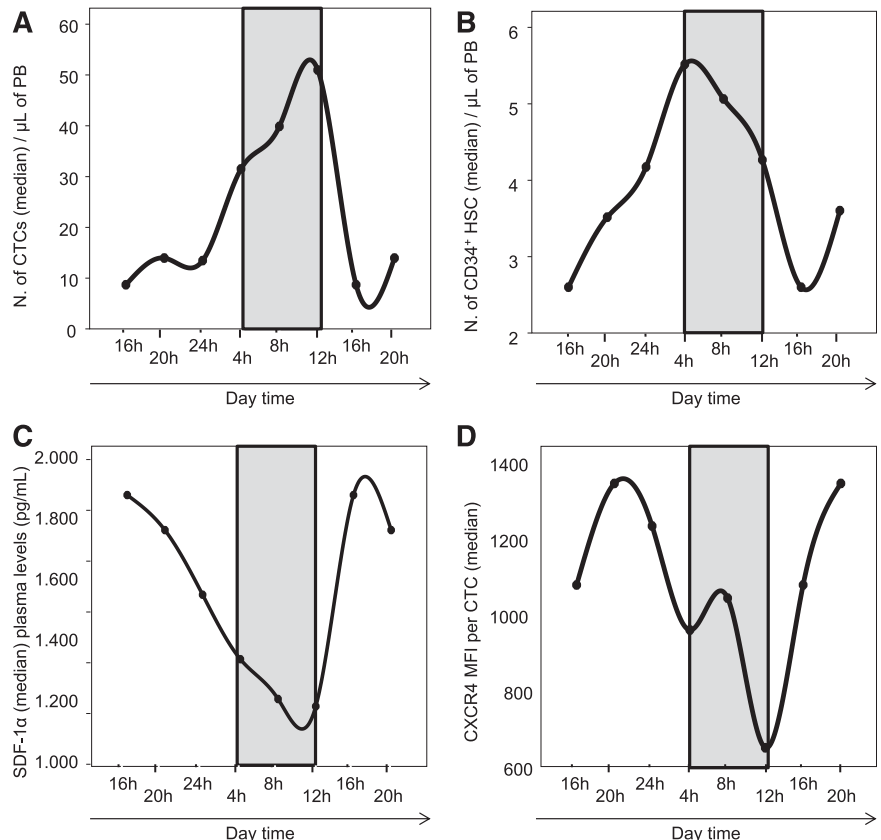 A
N. of CTCs (median) / µL of PB
60
50
40
30
20
10
0
16h 20h 24h 4h 8h 12h 16h 20h
Day time
B
N. of CD34⁺ HSC (median) / µL of PB
6
5
4
3
2
16h 20h 24h 4h 8h 12h 16h 20h
Day time
C
SDF-1α (median) plasma levels (pg/mL)
2.000
1.800
1.600
1.400
1.200
1.000
16h 20h 24h 4h 8h 12h 16h 20h
Day time
D
CXCR4 MFI per CTC (median)
1400
1200
1000
800
600
16h 20h 24h 4h 8h 12h 16h 20h
Day time